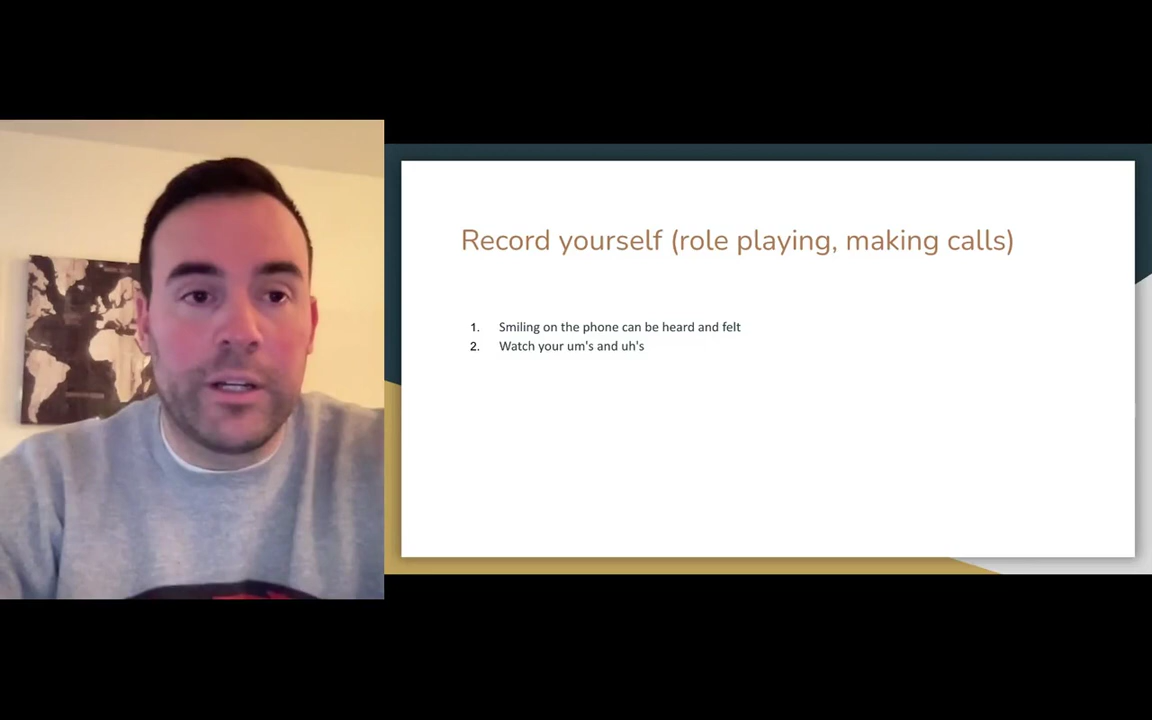 Record yourself (role playing, making calls)
1. Smiling on the phone can be heard and felt
2. Watch your um's and uh's